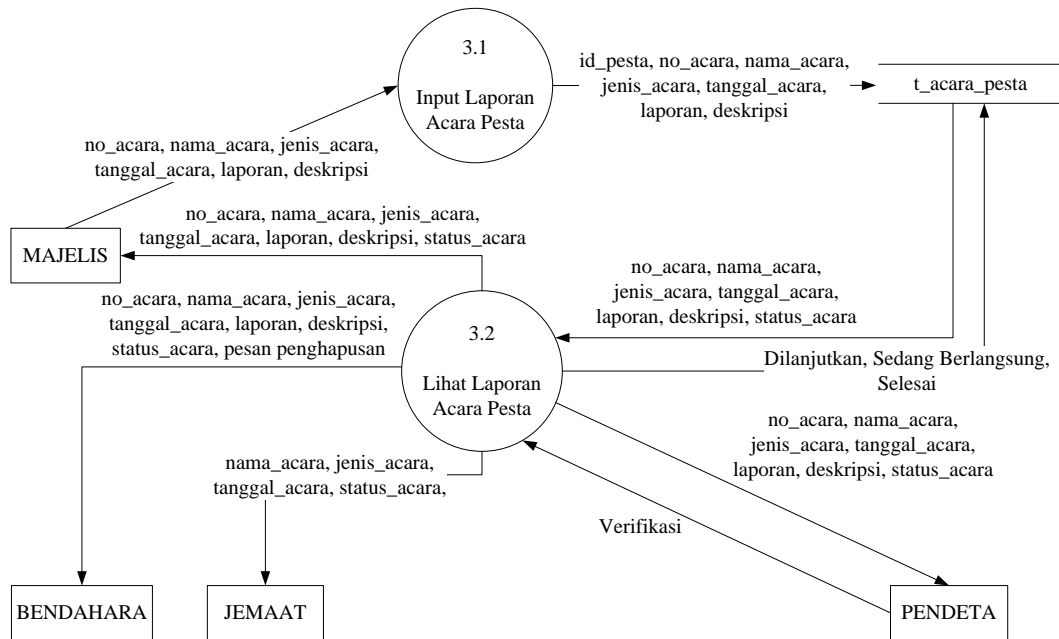 3.1
Input Laporan
Acara Pesta
id_pesta, no_acara, nama_acara,
jenis_acara, tanggal_acara,
laporan, deskripsi
t_acara_pesta
no_acara, nama_acara, jenis_acara,
tanggal_acara, laporan, deskripsi
no_acara, nama_acara, jenis_acara,
tanggal_acara, laporan, deskripsi, status_acara
MAJELIS
no_acara, nama_acara,
jenis_acara, tanggal_acara,
laporan, deskripsi, status_acara
no_acara, nama_acara, jenis_acara,
tanggal_acara, laporan, deskripsi,
status_acara, pesan penghapusan
3.2
Lihat Laporan
Acara Pesta
Dilanjutkan, Sedang Berlangsung,
Selesai
no_acara, nama_acara,
jenis_acara, tanggal_acara,
laporan, deskripsi, status_acara
nama_acara, jenis_acara,
tanggal_acara, status_acara,
Verifikasi
BENDAHARA
JEMAAT
PENDETA